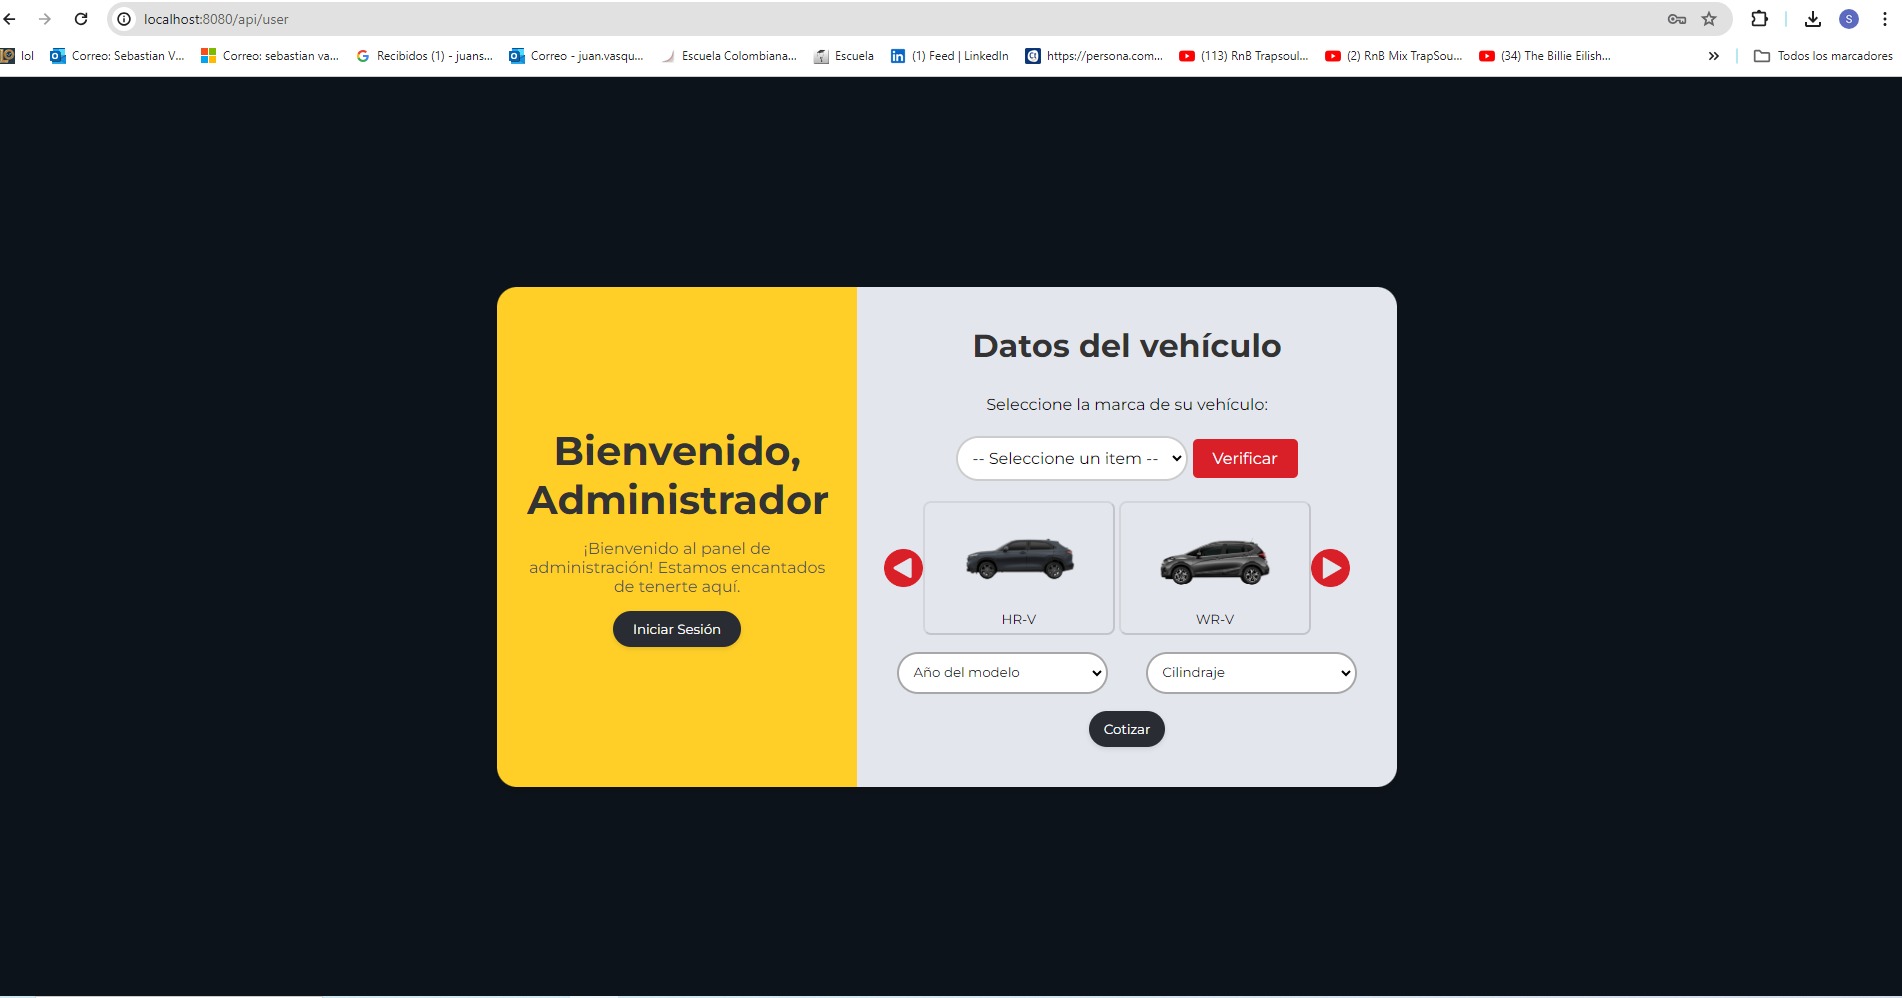 localhost:8080/api/user
S
lol
Correo: Sebastian V...
Correo: sebastian va...
Recibidos (1) - juans...
Correo - juan.vasqu...
Escuela Colombiana...
Escuela
(1) Feed | LinkedIn
https://persona.com...
(113) RnB Trapsoul...
(2) RnB Mix TrapSou...
(34) The Billie Eilish...
Todos los marcadores
Bienvenido,
Administrador
¡Bienvenido al panel de
administración! Estamos encantados
de tenerte aquí.
Iniciar Sesión
Datos del vehículo
Seleccione la marca de su vehículo:
-- Seleccione un item --
Verificar
HR-V
WR-V
Año del modelo
Cilindraje
Cotizar